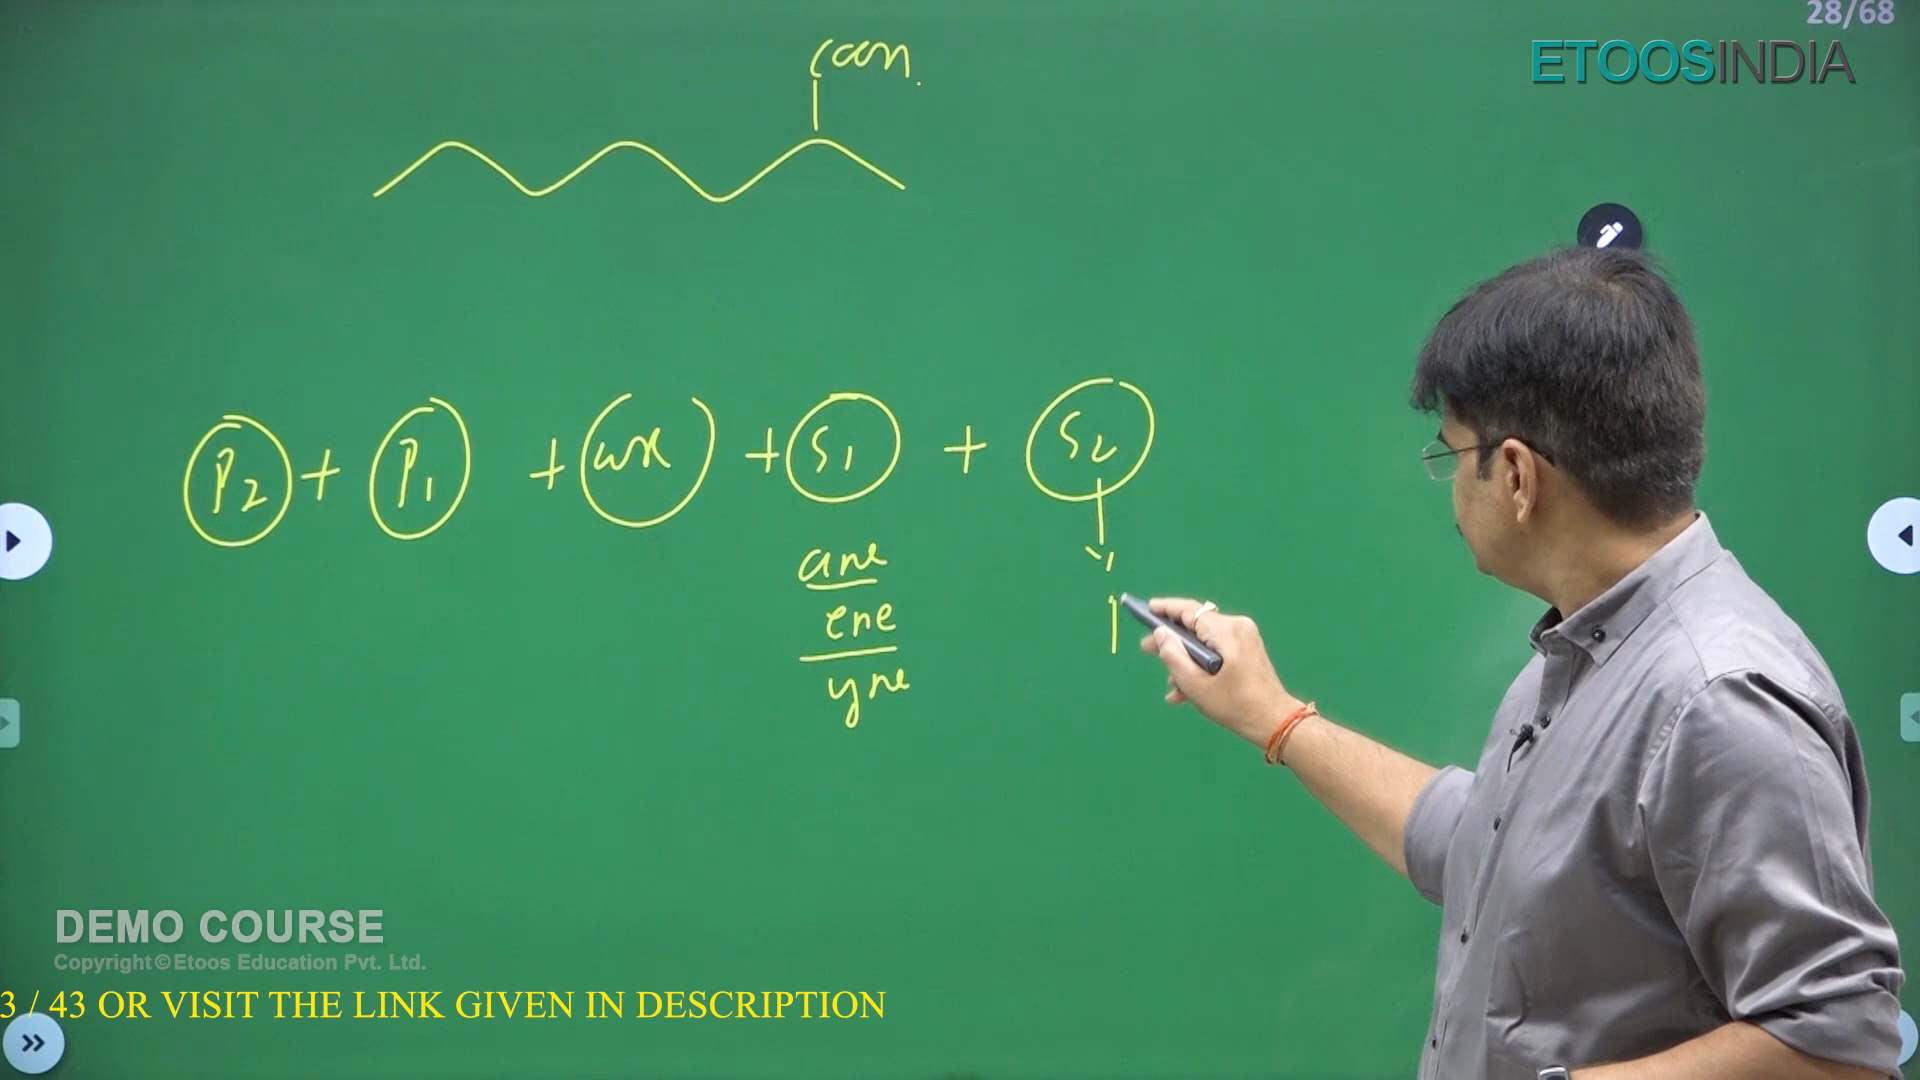 28/68
ETOOSINDIA
COOH
P2 + P1 + WR + S1 + S2
ane
ene
yne
DEMO COURSE
Copyright © Etoos Education Pvt. Ltd.
3 / 43 OR VISIT THE LINK GIVEN IN DESCRIPTION